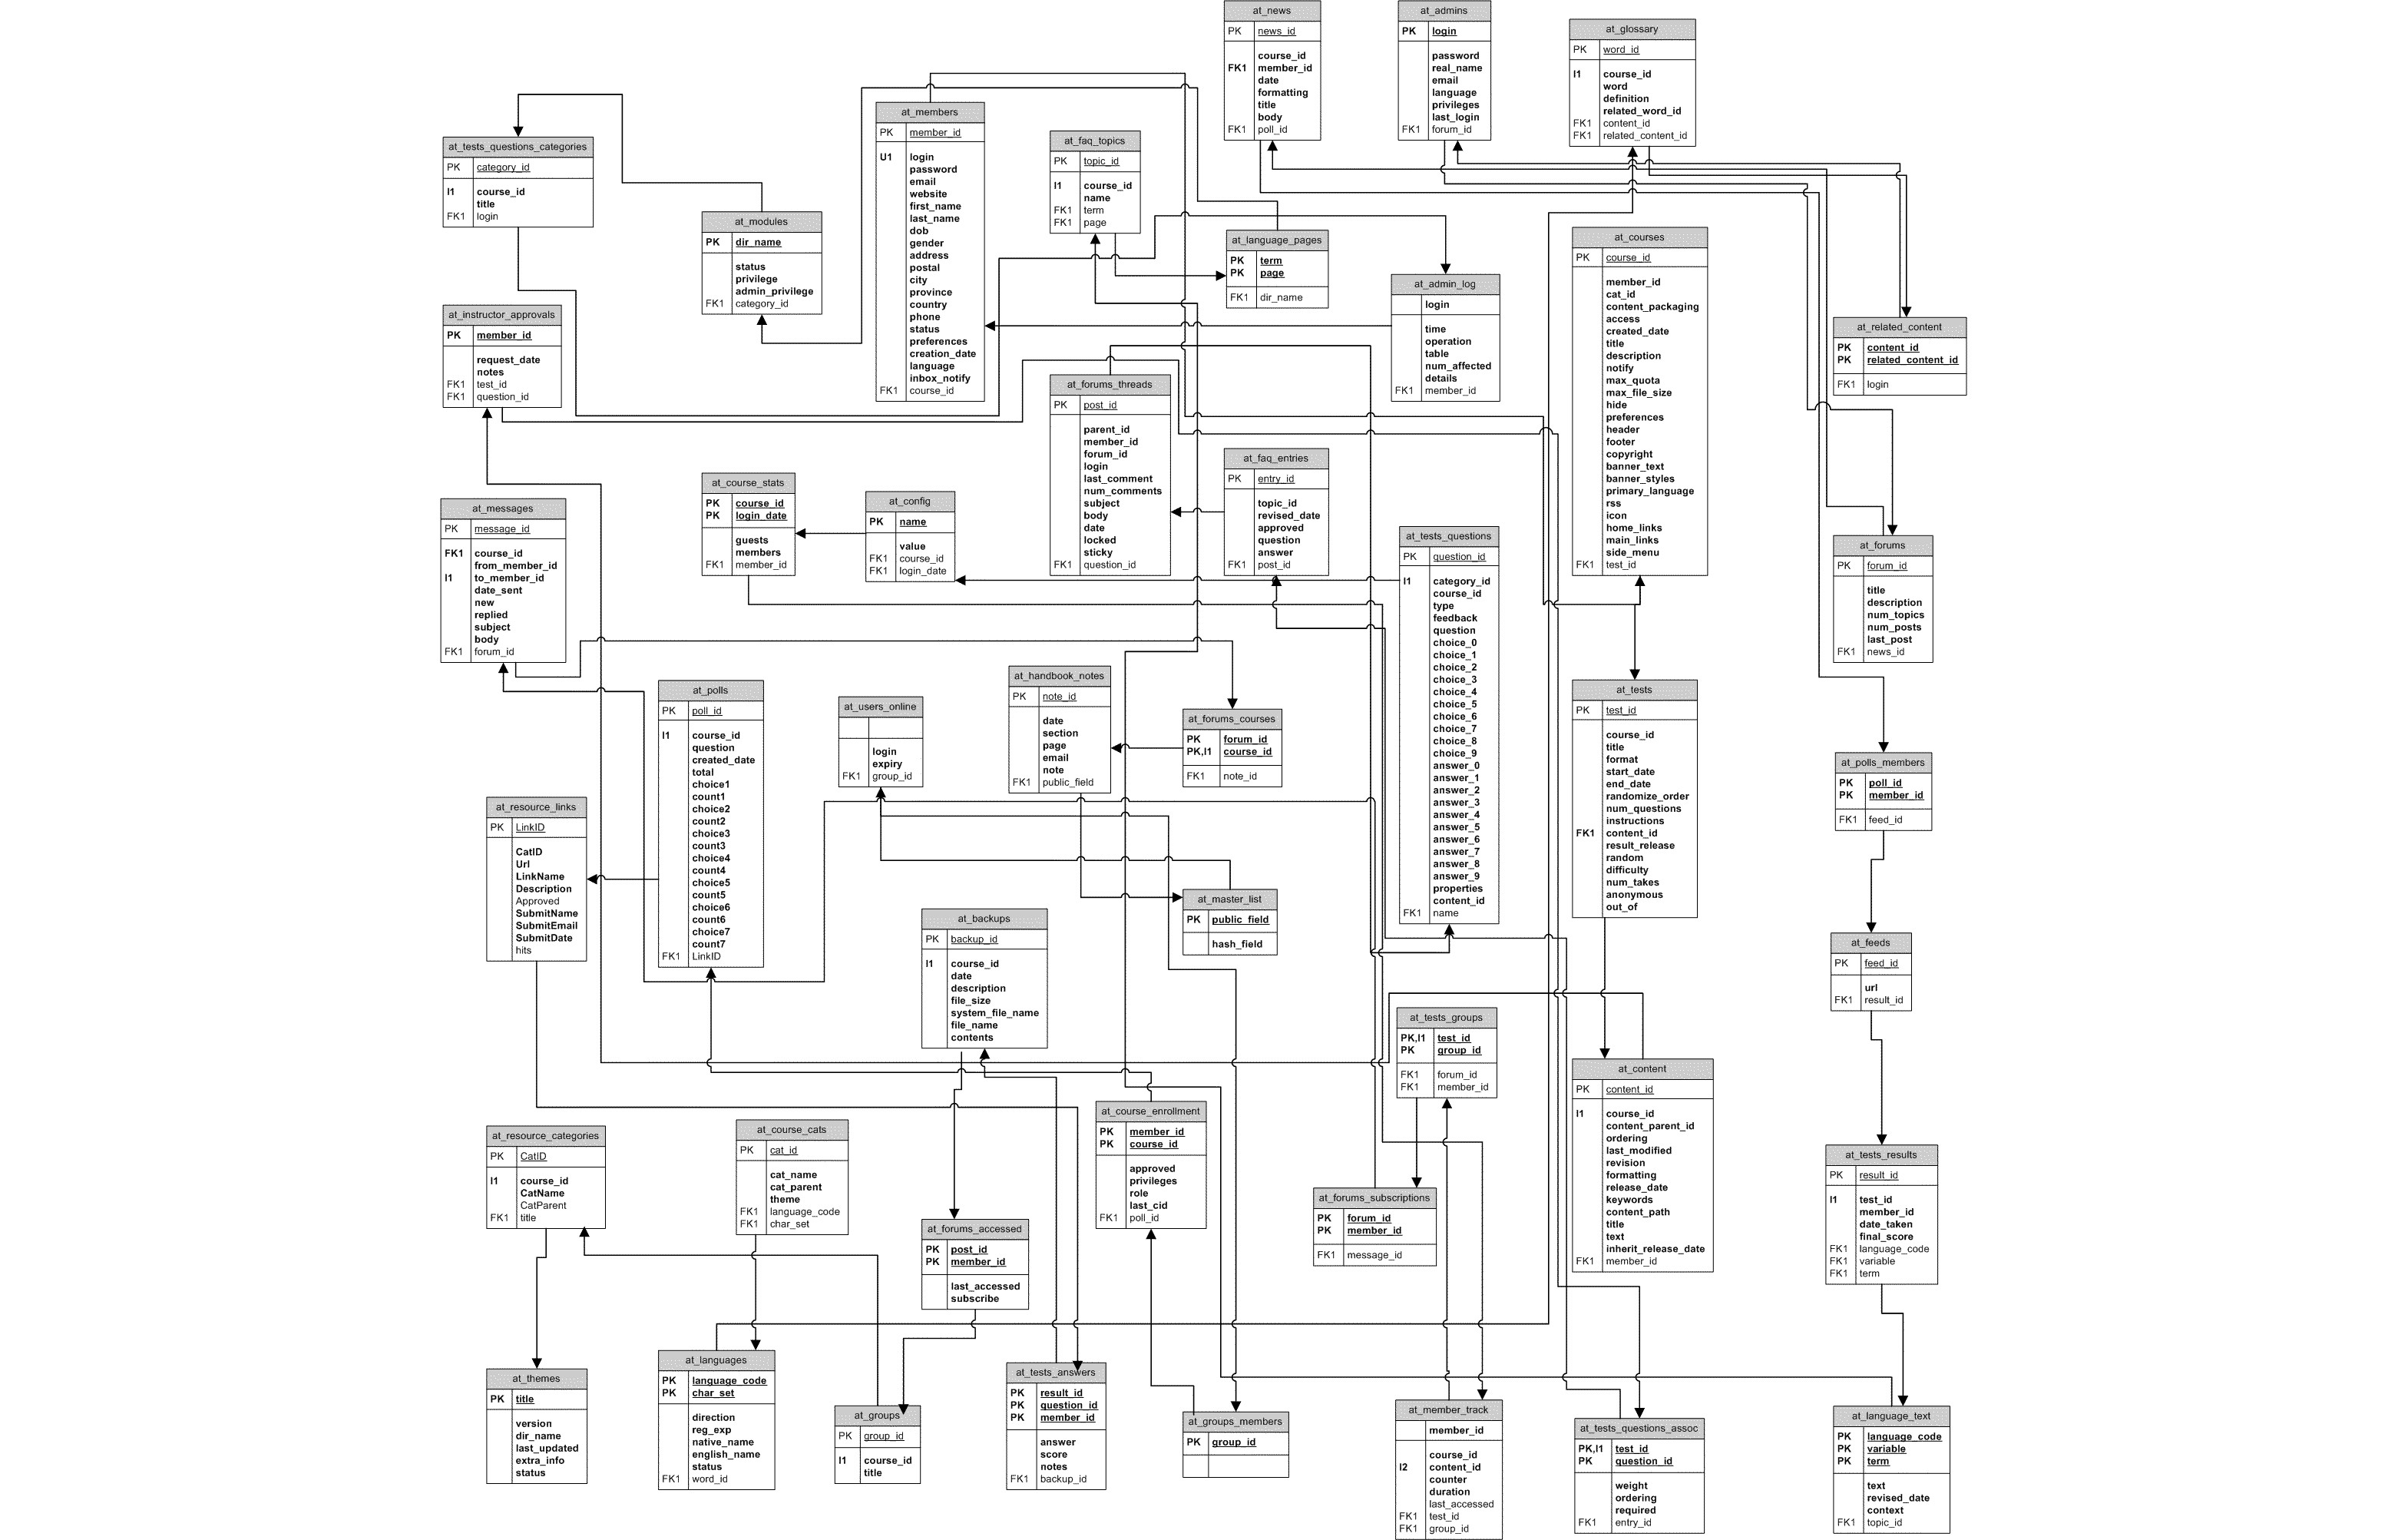 at_news
PK news_id
course_id
FK1 member_id
date
formatting
title
body
FK1 poll_id
at_admins
PK login
password
real_name
email
language
privileges
last_login
FK1 forum_id
at_glossary
PK word_id
I1 course_id
word
definition
related_word_id
FK1 content_id
FK1 related_content_id
at_members
PK member_id
U1 login
password
email
website
first_name
last_name
dob
gender
address
postal
city
province
country
phone
status
preferences
creation_date
language
inbox_notify
FK1 course_id
at_faq_topics
PK topic_id
I1 course_id
name
FK1 term
FK1 page
at_tests_questions_categories
PK category_id
I1 course_id
title
FK1 login
at_modules
PK dir_name
status
privilege
admin_privilege
FK1 category_id
at_language_pages
PK term
PK page
FK1 dir_name
at_courses
PK course_id
member_id
cat_id
content_packaging
access
created_date
title
description
notify
max_quota
max_file_size
hide
preferences
header
footer
copyright
banner_text
banner_styles
primary_language
rss
icon
home_links
main_links
side_menu
FK1 test_id
at_admin_log
login
time
operation
table
num_affected
details
FK1 member_id
at_instructor_approvals
PK member_id
request_date
notes
FK1 test_id
FK1 question_id
at_related_content
PK content_id
PK related_content_id
FK1 login
at_forums_threads
PK post_id
parent_id
member_id
forum_id
login
last_comment
num_comments
subject
body
date
locked
sticky
FK1 question_id
at_faq_entries
PK entry_id
topic_id
revised_date
approved
question
answer
FK1 post_id
at_course_stats
PK course_id
PK login_date
guests
members
FK1 member_id
at_config
PK name
value
FK1 course_id
FK1 login_date
at_messages
PK message_id
FK1 course_id
from_member_id
I1 to_member_id
date_sent
new
replied
subject
body
FK1 forum_id
at_tests_questions
PK question_id
I1 category_id
course_id
type
feedback
question
choice_0
choice_1
choice_2
choice_3
choice_4
choice_5
choice_6
choice_7
choice_8
choice_9
answer_0
answer_1
answer_2
answer_3
answer_4
answer_5
answer_6
answer_7
answer_8
answer_9
properties
content_id
FK1 name
at_forums
PK forum_id
title
description
num_topics
num_posts
last_post
FK1 news_id
at_handbook_notes
PK note_id
date
section
page
email
note
FK1 public_field
at_polls
PK poll_id
I1 course_id
question
created_date
total
choice1
count1
choice2
count2
choice3
count3
choice4
count4
choice5
count5
choice6
count6
choice7
count7
FK1 LinkID
at_users_online
login
expiry
FK1 group_id
at_forums_courses
PK forum_id
PK,I1 course_id
FK1 note_id
at_tests
PK test_id
course_id
title
format
start_date
end_date
randomize_order
num_questions
instructions
FK1 content_id
result_release
random
difficulty
num_takes
anonymous
out_of
at_polls_members
PK poll_id
PK member_id
FK1 feed_id
at_resource_links
PK LinkID
CatID
Url
LinkName
Description
Approved
SubmitName
SubmitEmail
SubmitDate
hits
at_master_list
PK public_field
hash_field
at_backups
PK backup_id
I1 course_id
date
description
file_size
system_file_name
file_name
contents
at_feeds
PK feed_id
url
FK1 result_id
at_tests_groups
PK,I1 test_id
PK group_id
FK1 forum_id
FK1 member_id
at_content
PK content_id
I1 course_id
content_parent_id
ordering
last_modified
revision
formatting
release_date
keywords
content_path
title
text
inherit_release_date
FK1 member_id
at_course_enrollment
PK member_id
PK course_id
approved
privileges
role
last_cid
FK1 poll_id
at_resource_categories
PK CatID
I1 course_id
CatName
CatParent
FK1 title
at_course_cats
PK cat_id
cat_name
cat_parent
theme
FK1 language_code
FK1 char_set
at_tests_results
PK result_id
I1 test_id
member_id
date_taken
final_score
FK1 language_code
FK1 variable
FK1 term
at_forums_subscriptions
PK forum_id
PK member_id
FK1 message_id
at_forums_accessed
PK post_id
PK member_id
last_accessed
subscribe
at_themes
PK title
version
dir_name
last_updated
extra_info
status
at_languages
PK language_code
PK char_set
direction
reg_exp
native_name
english_name
status
FK1 word_id
at_groups
PK group_id
I1 course_id
title
at_tests_answers
PK result_id
PK question_id
PK member_id
answer
score
notes
FK1 backup_id
at_groups_members
PK group_id
at_member_track
member_id
course_id
I2 content_id
counter
duration
last_accessed
FK1 test_id
FK1 group_id
at_tests_questions_assoc
PK,I1 test_id
PK question_id
weight
ordering
required
FK1 entry_id
at_language_text
PK language_code
PK variable
PK term
text
revised_date
context
FK1 topic_id